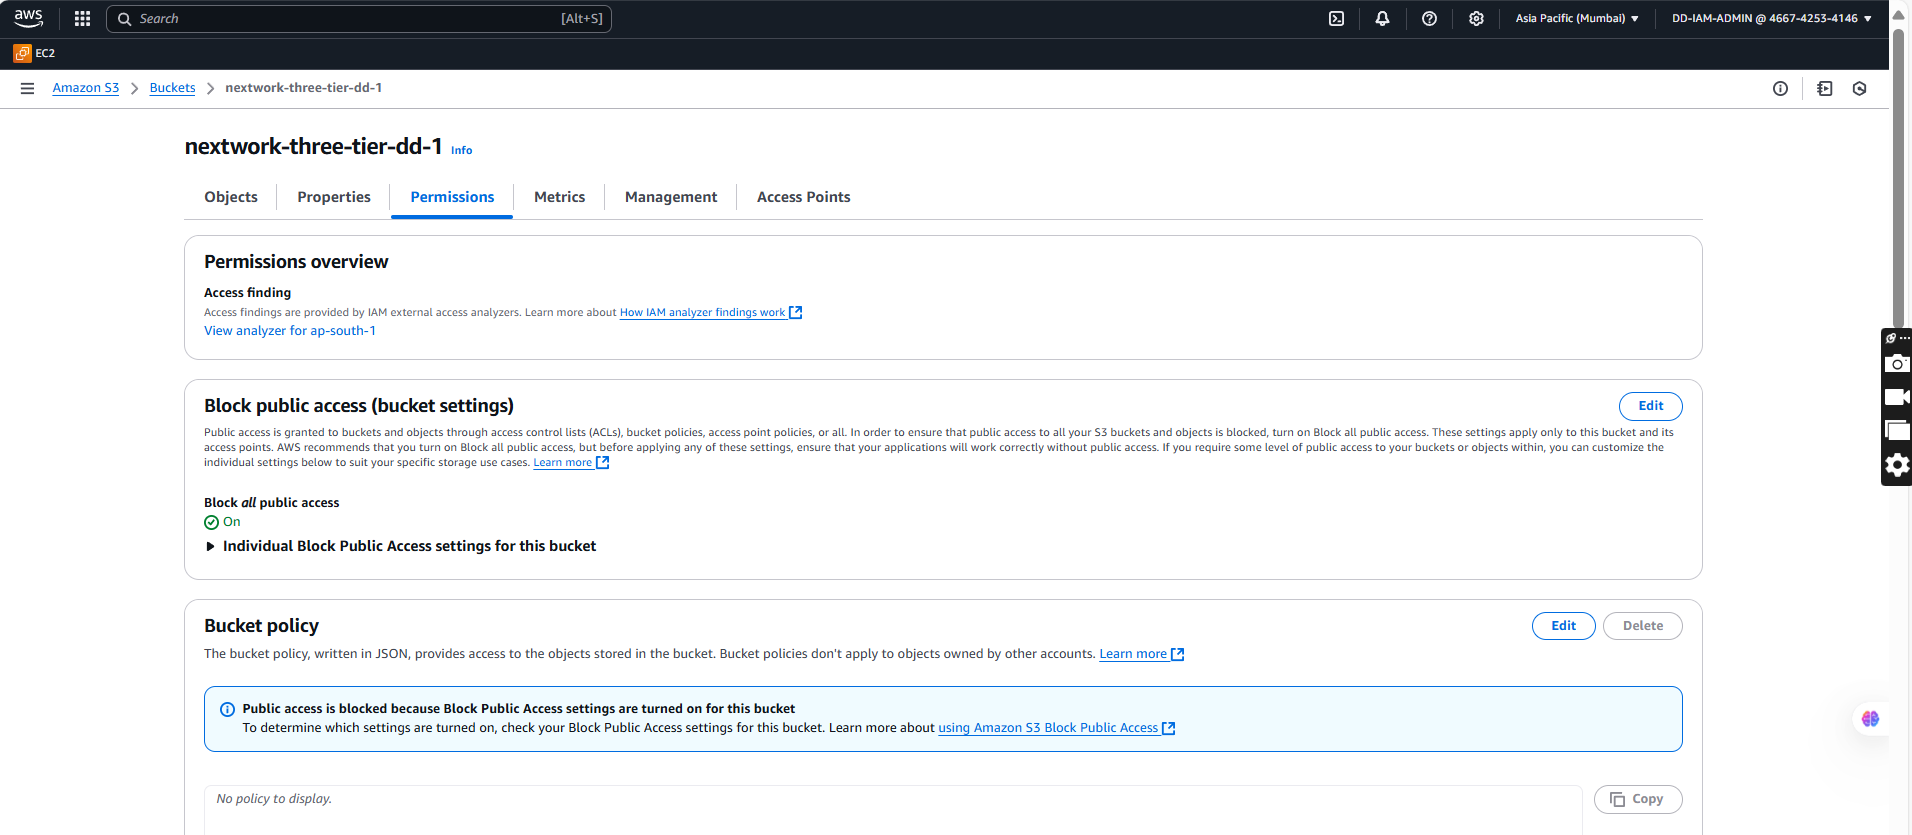 aws
Search
[Alt+S]
Asia Pacific (Mumbai)
DD-IAM-ADMIN @ 4667-4253-4146
EC2
Amazon S3 > Buckets > nextwork-three-tier-dd-1
nextwork-three-tier-dd-1 Info
Objects
Properties
Permissions
Metrics
Management
Access Points
Permissions overview
Access finding
Access findings are provided by IAM external access analyzers. Learn more about How IAM analyzer findings work
View analyzer for ap-south-1
Block public access (bucket settings)
Edit
Public access is granted to buckets and objects through access control lists (ACLs), bucket policies, access point policies, or all. In order to ensure that public access to all your S3 buckets and objects is blocked, turn on Block all public access. These settings apply only to this bucket and its
access points. AWS recommends that you turn on Block all public access, but before applying any of these settings, ensure that your applications will work correctly without public access. If you require some level of public access to your buckets or objects within, you can customize the
individual settings below to suit your specific storage use cases. Learn more
Block all public access
On
Individual Block Public Access settings for this bucket
Bucket policy
Edit
Delete
The bucket policy, written in JSON, provides access to the objects stored in the bucket. Bucket policies don't apply to objects owned by other accounts. Learn more
Public access is blocked because Block Public Access settings are turned on for this bucket
To determine which settings are turned on, check your Block Public Access settings for this bucket. Learn more about using Amazon S3 Block Public Access
No policy to display.
Copy